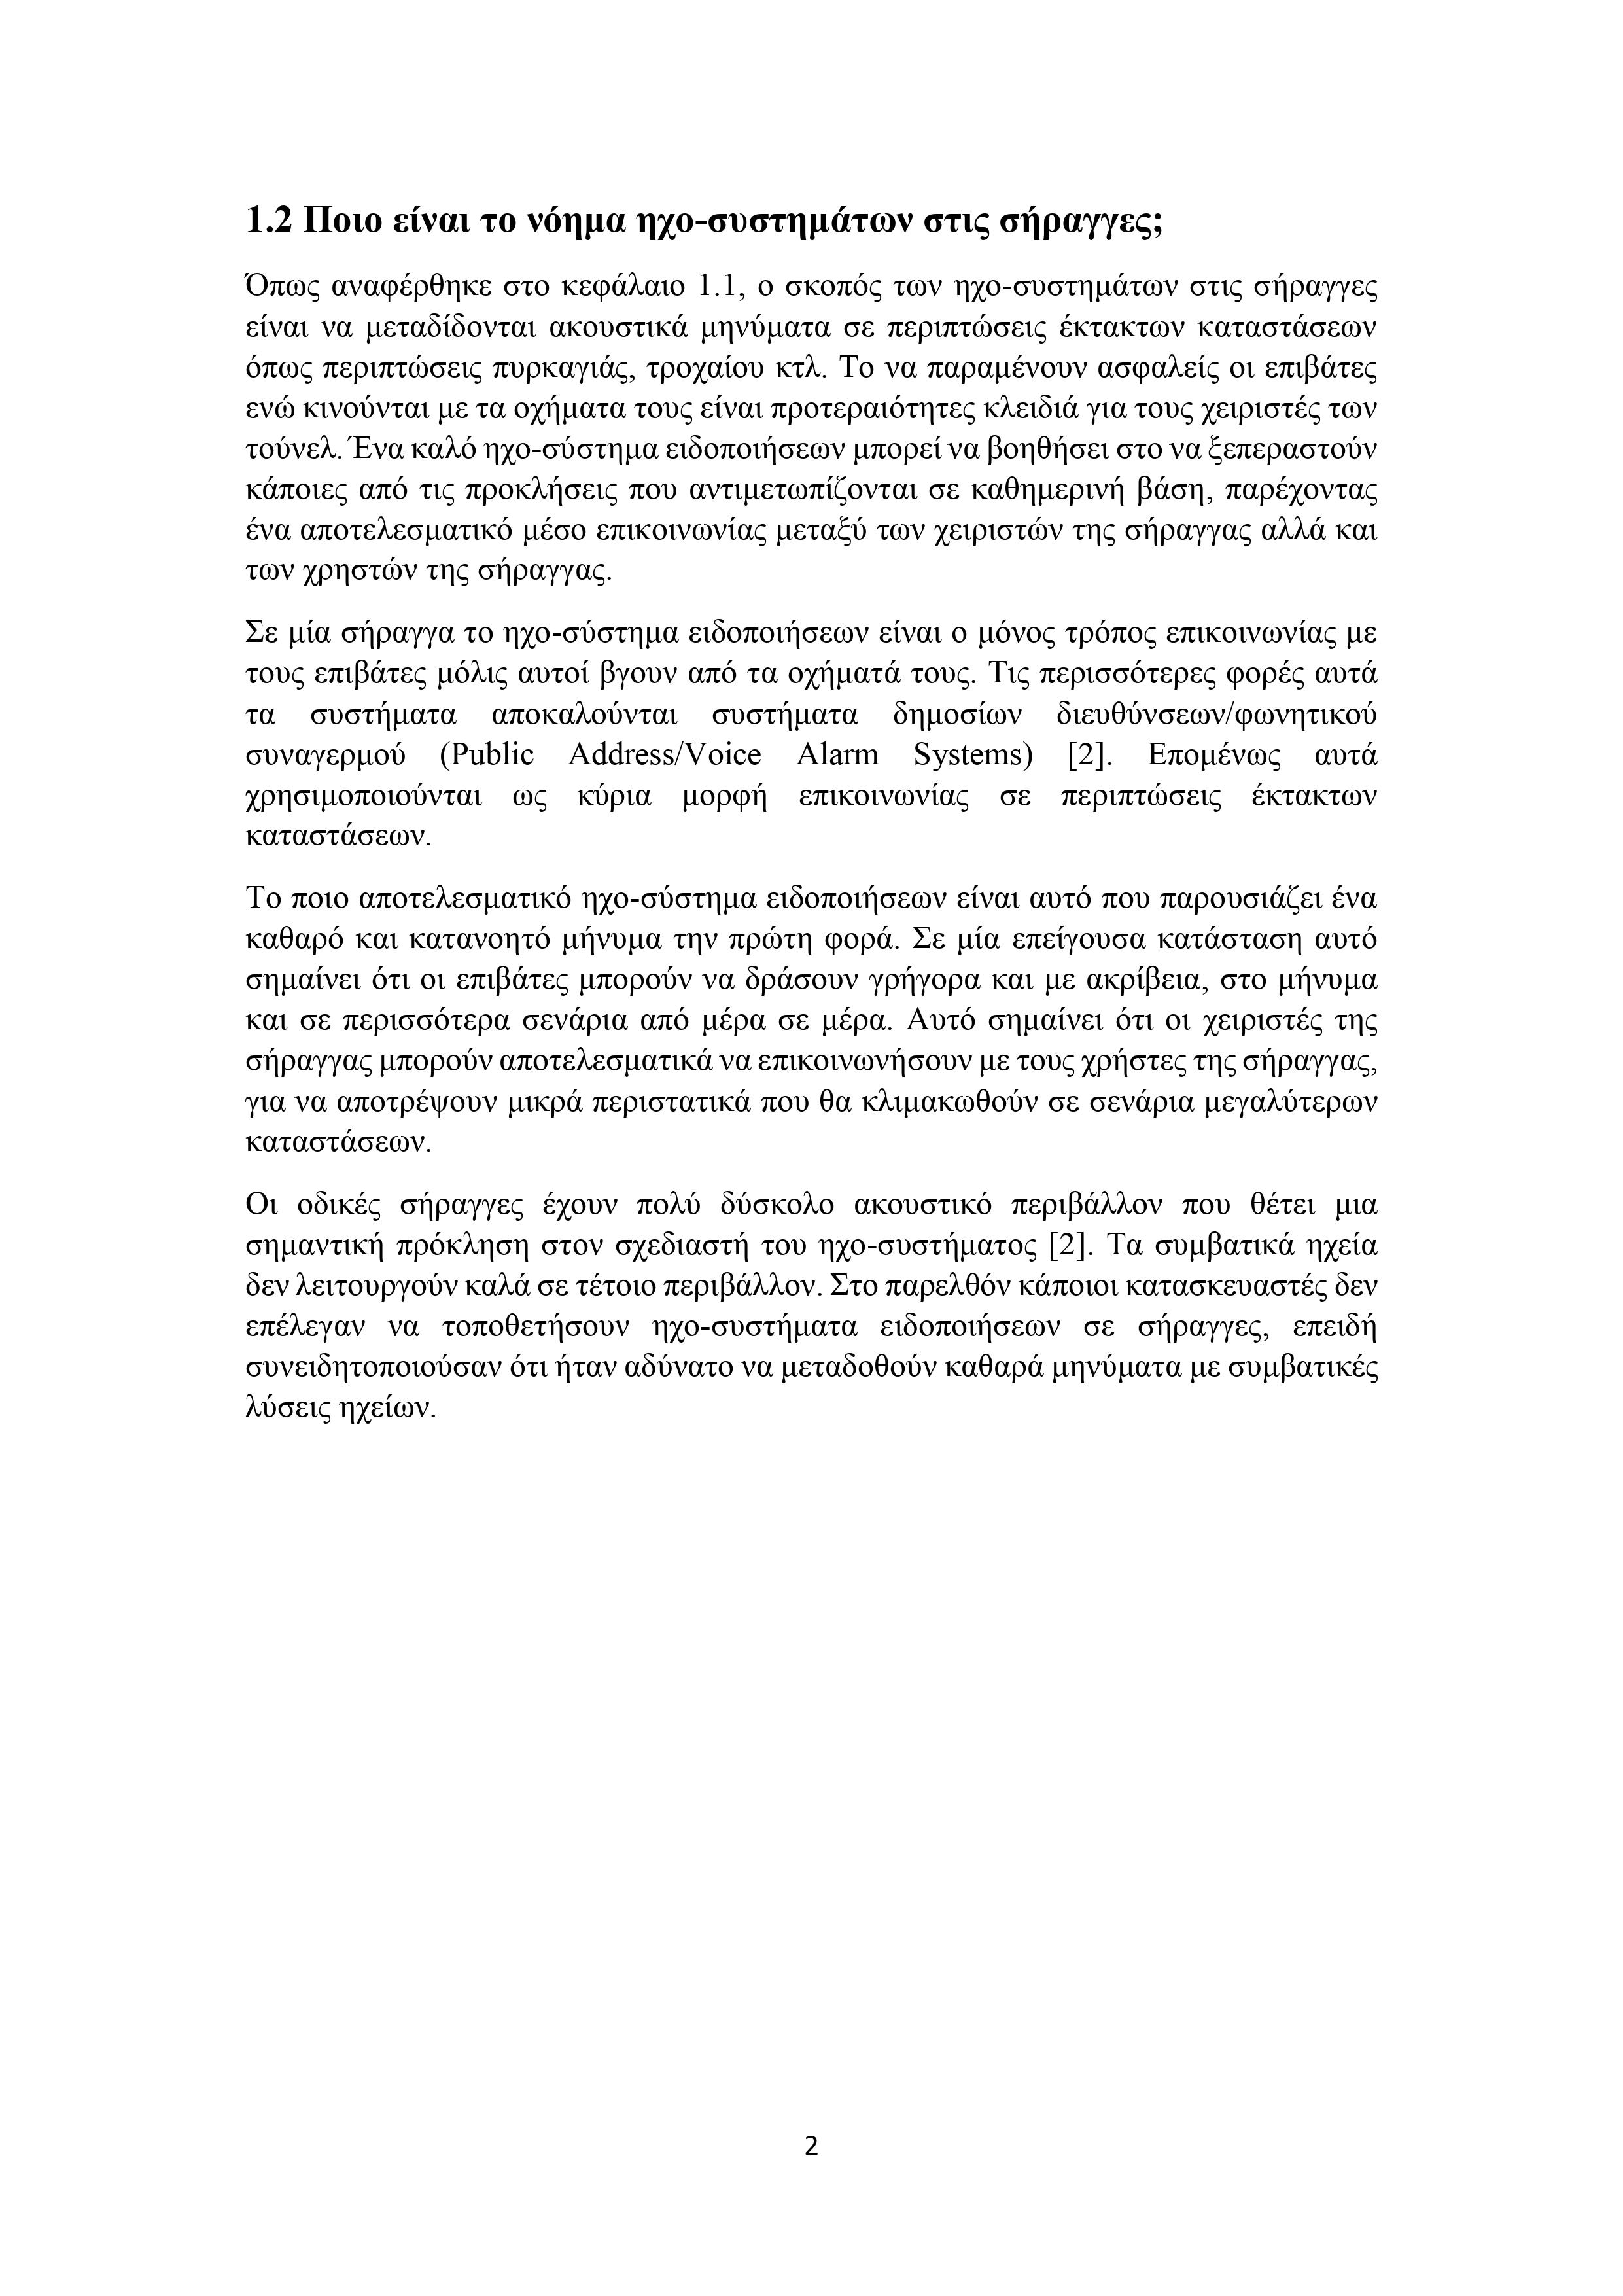 1.2 Ποιο είναι το νόημα ηχο-συστημάτων στις σήραγγες;
Όπως αναφέρθηκε στο κεφάλαιο 1.1, ο σκοπός των ηχο-συστημάτων στις σήραγγες
είναι να μεταδίδονται ακουστικά μηνύματα σε περιπτώσεις έκτακτων καταστάσεων
όπως περιπτώσεις πυρκαγιάς, τροχαίου κτλ. Το να παραμένουν ασφαλείς οι επιβάτες
ενώ κινούνται με τα οχήματα τους είναι προτεραιότητες κλειδιά για τους χειριστές των
τούνελ. Ένα καλό ηχο-σύστημα ειδοποιήσεων μπορεί να βοηθήσει στο να ξεπεραστούν
κάποιες από τις προκλήσεις που αντιμετωπίζονται σε καθημερινή βάση, παρέχοντας
ένα αποτελεσματικό μέσο επικοινωνίας μεταξύ των χειριστών της σήραγγας αλλά και
των χρηστών της σήραγγας.
Σε μία σήραγγα το ηχο-σύστημα ειδοποιήσεων είναι ο μόνος τρόπος επικοινωνίας με
τους επιβάτες μόλις αυτοί βγουν από τα οχήματά τους. Τις περισσότερες φορές αυτά
τα συστήματα αποκαλούνται συστήματα δημοσίων διευθύνσεων/φωνητικού
συναγερμού (Public Address/Voice Alarm Systems) [2]. Επομένως αυτά
χρησιμοποιούνται ως κύρια μορφή επικοινωνίας σε περιπτώσεις έκτακτων
καταστάσεων.
Το ποιο αποτελεσματικό ηχο-σύστημα ειδοποιήσεων είναι αυτό που παρουσιάζει ένα
καθαρό και κατανοητό μήνυμα την πρώτη φορά. Σε μία επείγουσα κατάσταση αυτό
σημαίνει ότι οι επιβάτες μπορούν να δράσουν γρήγορα και με ακρίβεια, στο μήνυμα
και σε περισσότερα σενάρια από μέρα σε μέρα. Αυτό σημαίνει ότι οι χειριστές της
σήραγγας μπορούν αποτελεσματικά να επικοινωνήσουν με τους χρήστες της σήραγγας,
για να αποτρέψουν μικρά περιστατικά που θα κλιμακωθούν σε σενάρια μεγαλύτερων
καταστάσεων.
Οι οδικές σήραγγες έχουν πολύ δύσκολο ακουστικό περιβάλλον που θέτει μια
σημαντική πρόκληση στον σχεδιαστή του ηχο-συστήματος [2]. Τα συμβατικά ηχεία
δεν λειτουργούν καλά σε τέτοιο περιβάλλον. Στο παρελθόν κάποιοι κατασκευαστές δεν
επέλεγαν να τοποθετήσουν ηχο-συστήματα ειδοποιήσεων σε σήραγγες, επειδή
συνειδητοποιούσαν ότι ήταν αδύνατο να μεταδοθούν καθαρά μηνύματα με συμβατικές
λύσεις ηχείων.
2